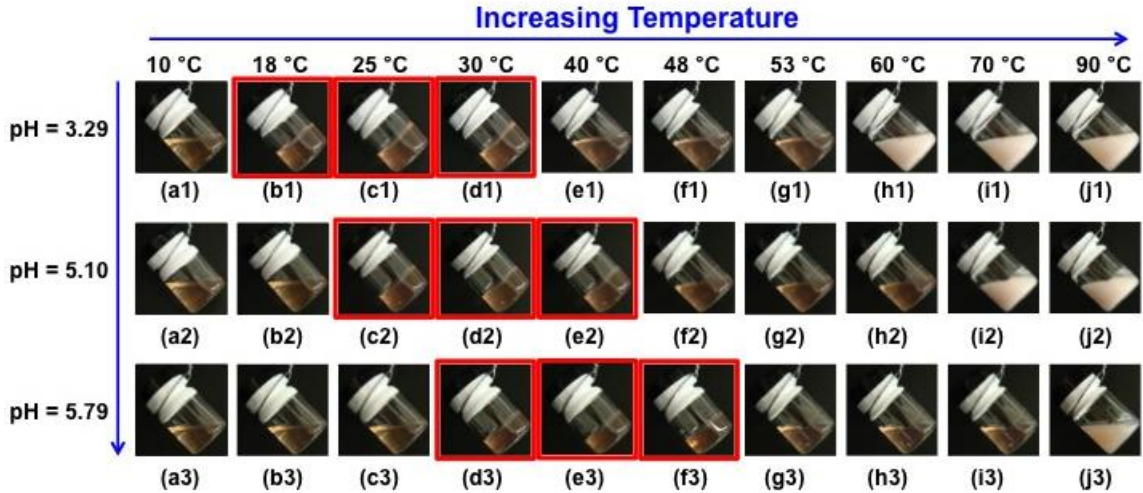 Increasing Temperature
10 °C 18 °C 25 °C 30 °C 40 °C 48 °C 53 °C 60 °C 70 °C 90 °C
pH = 3.29
(a1) (b1) (c1) (d1) (e1) (f1) (g1) (h1) (i1) (j1)
pH = 5.10
(a2) (b2) (c2) (d2) (e2) (f2) (g2) (h2) (i2) (j2)
pH = 5.79
(a3) (b3) (c3) (d3) (e3) (f3) (g3) (h3) (i3) (j3)